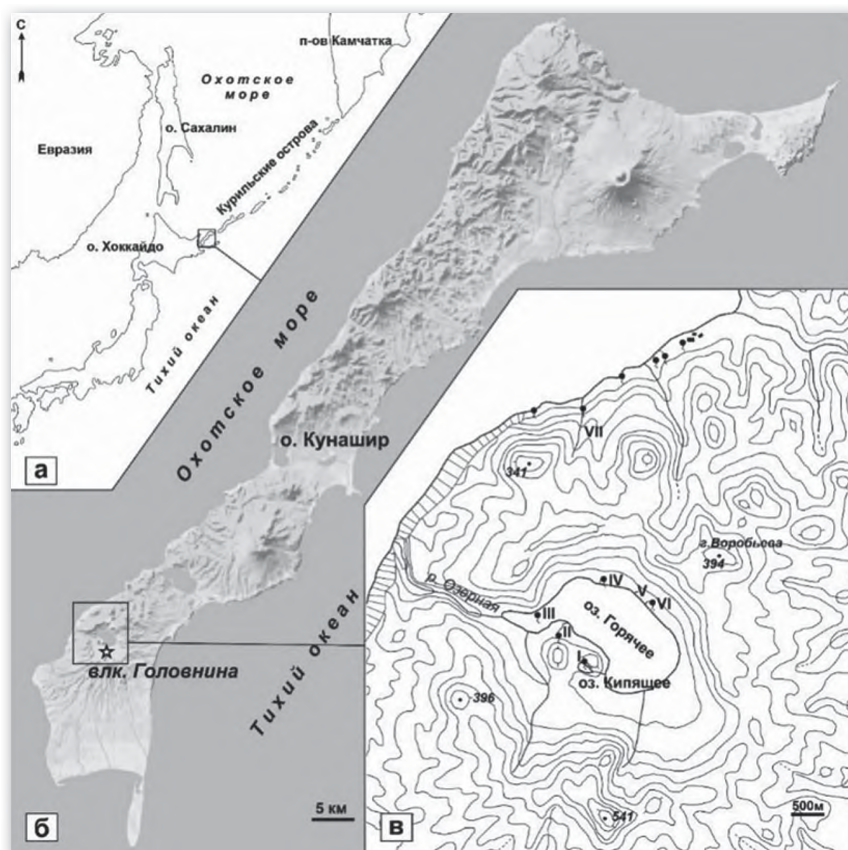 С
п-ов Камчатка
Охотское
море
о. Сахалин
Евразия
Курильские острова
о. Хоккайдо
Тихий океан
а
Охотское море
о. Кунашир
Тихий океан
влк. Головнина
5 км
б
VII
341
г.Воробьева
394
р. Озерная
IV
V
VI
III
оз. Горячее
II
I
оз. Кипящее
396
541
500м
в